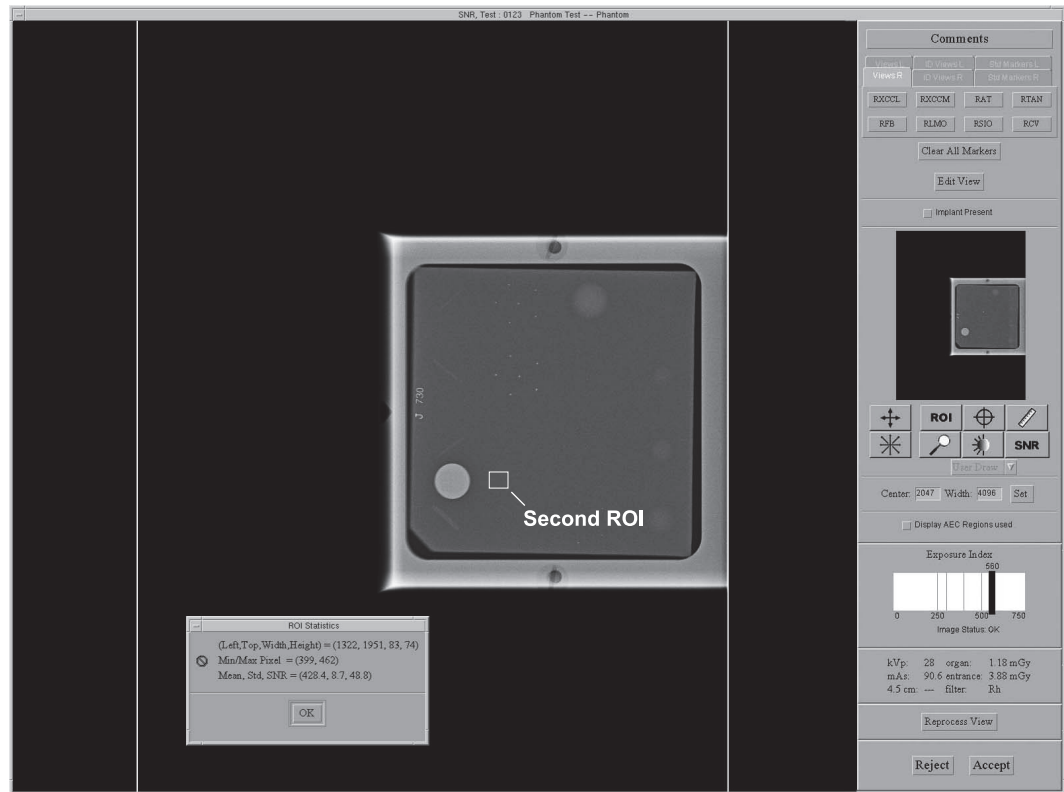 SNR, Test : 0123 Phantom Test -- Phantom
Comments
Views L ID Views L Std Markers L
Views R ID Views R Std Markers R
RXCCL RXCCM RAT RTAN
RFB RLMO RSIO RCV
Clear All Markers
Edit View
Implant Present
J 730
Second ROI
ROI
SNR
User Draw
Center: 2047 Width: 4096 Set
Display AEC Regions used
Exposure Index
560
0 250 500 750
Image Status: OK
ROI Statistics
(Left,Top,Width,Height) = (1322, 1951, 83, 74)
Min/Max Pixel = (399, 462)
Mean, Std, SNR = (428.4, 8.7, 48.8)
OK
kVp: 28 organ: 1.18 mGy
mAs: 90.6 entrance: 3.88 mGy
4.5 cm: --- filter: Rh
Reprocess View
Reject Accept